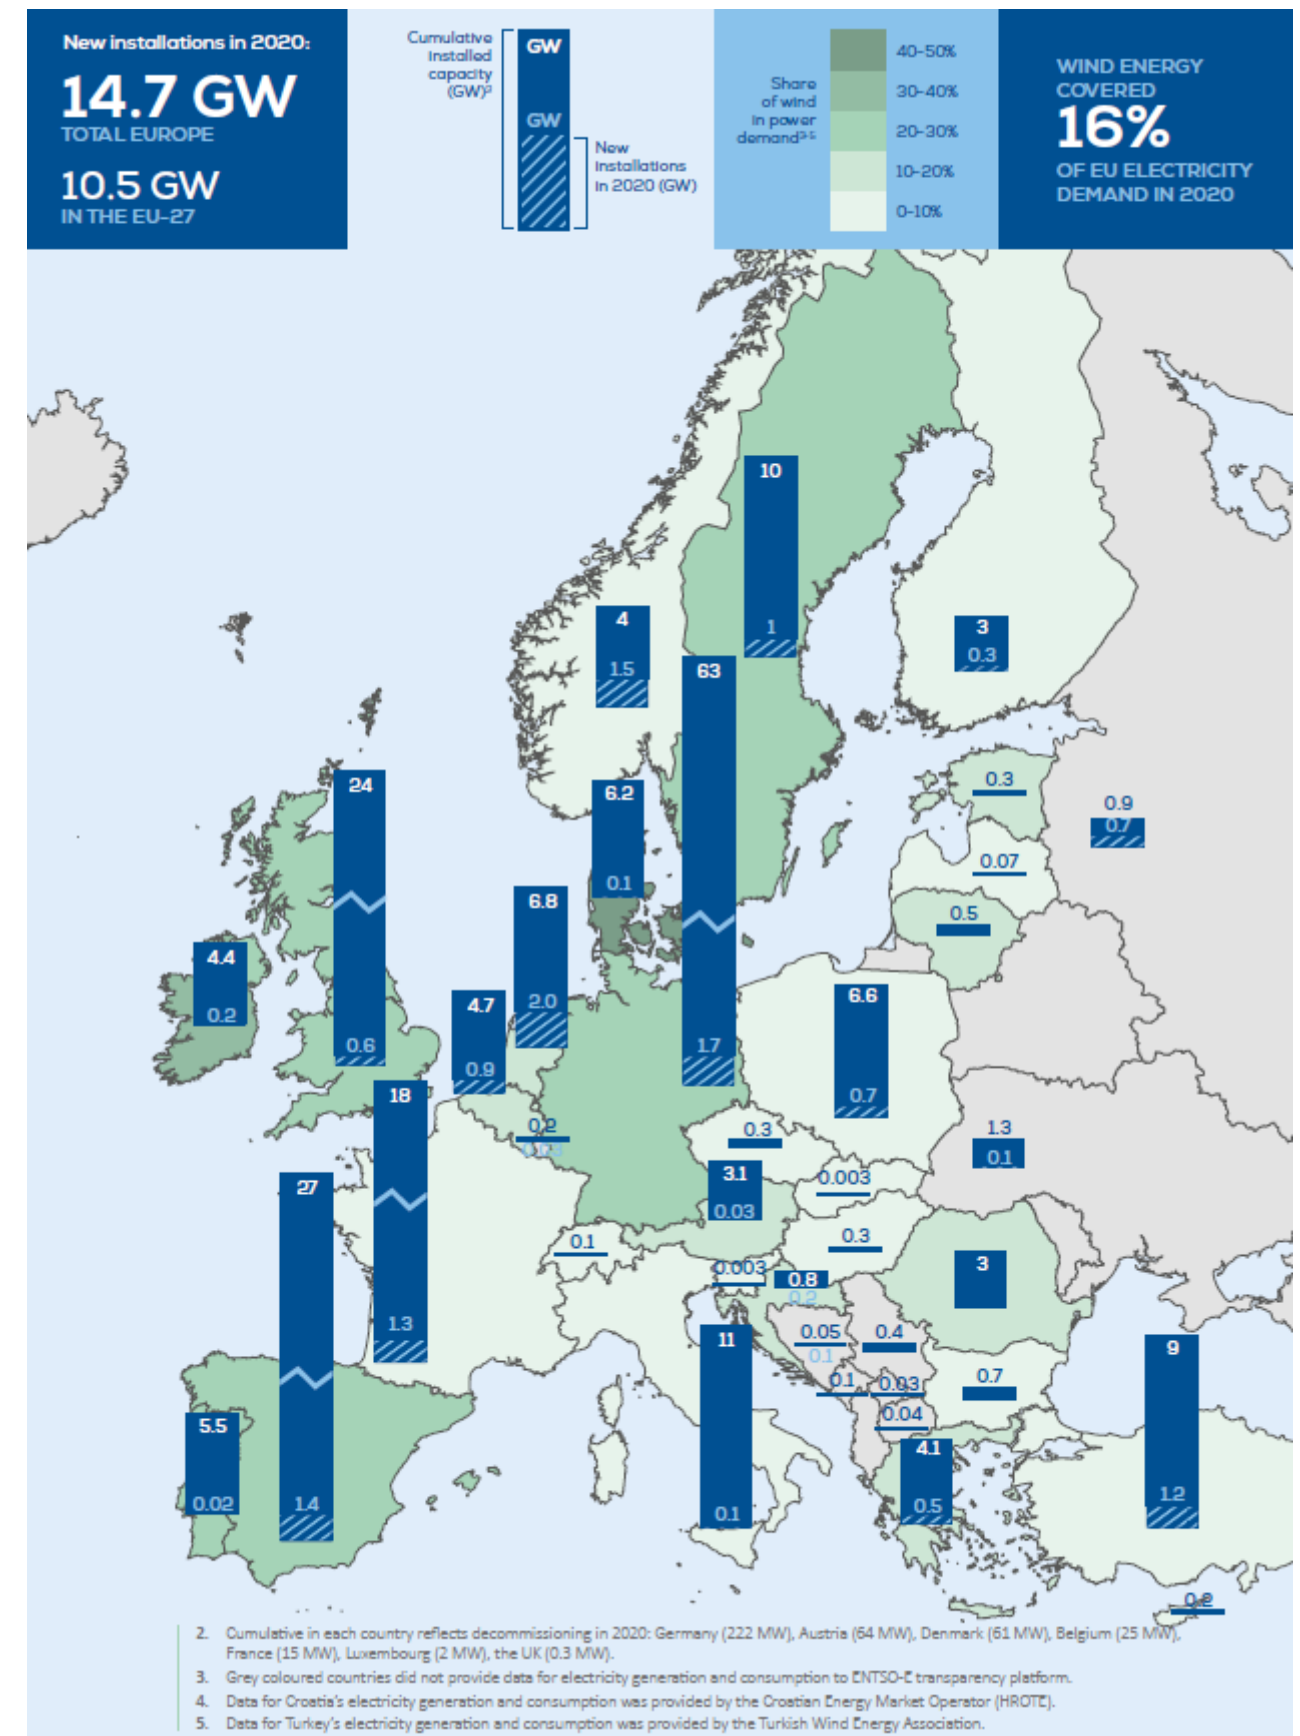 New installations in 2020:
14.7 GW
TOTAL EUROPE
10.5 GW
IN THE EU-27
Cumulative
installed
capacity
(GW)²
GW
GW
New
installations
in 2020 (GW)
Share
of wind
in power
demand³⁻⁵
40-50%
30-40%
20-30%
10-20%
0-10%
WIND ENERGY
COVERED
16%
OF EU ELECTRICITY
DEMAND IN 2020
10
1
4
1.5
3
0.3
63
1.7
24
0.6
6.2
0.1
0.3
0.9
0.7
0.07
0.5
6.8
2.0
4.4
0.2
4.7
0.9
6.6
0.7
18
1.3
0.2
0.03
0.3
1.3
0.1
3.1
0.03
0.003
27
1.4
0.1
0.3
0.003
0.8
0.2
3
11
0.1
0.05
0.1
0.4
9
1.2
0.1
0.03
0.7
0.04
5.5
0.02
4.1
0.5
0.2
2. Cumulative in each country reflects decommissioning in 2020: Germany (222 MW), Austria (64 MW), Denmark (61 MW), Belgium (25 MW),
France (15 MW), Luxembourg (2 MW), the UK (0.3 MW).
3. Grey coloured countries did not provide data for electricity generation and consumption to ENTSO-E transparency platform.
4. Data for Croatia's electricity generation and consumption was provided by the Croatian Energy Market Operator (HROTE).
5. Data for Turkey's electricity generation and consumption was provided by the Turkish Wind Energy Association.